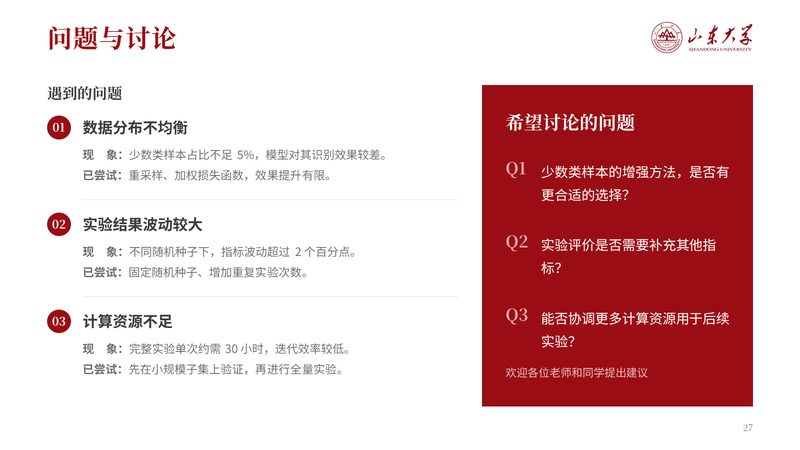 问题与讨论
山东大学
SHANDONG UNIVERSITY
遇到的问题
01 数据分布不均衡
现　象：少数类样本占比不足 5%，模型对其识别效果较差。
已尝试：重采样、加权损失函数，效果提升有限。
02 实验结果波动较大
现　象：不同随机种子下，指标波动超过 2 个百分点。
已尝试：固定随机种子、增加重复实验次数。
03 计算资源不足
现　象：完整实验单次约需 30 小时，迭代效率较低。
已尝试：先在小规模子集上验证，再进行全量实验。
希望讨论的问题
Q1 少数类样本的增强方法，是否有
更合适的选择？
Q2 实验评价是否需要补充其他指
标？
Q3 能否协调更多计算资源用于后续
实验？
欢迎各位老师和同学提出建议
27